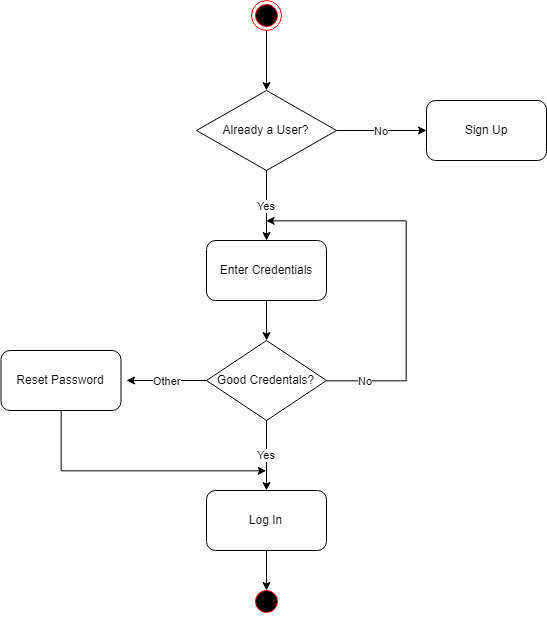 Already a User?
No
Sign Up
Yes
Enter Credentials
Reset Password
Other
Good Credentals?
No
Yes
Log In